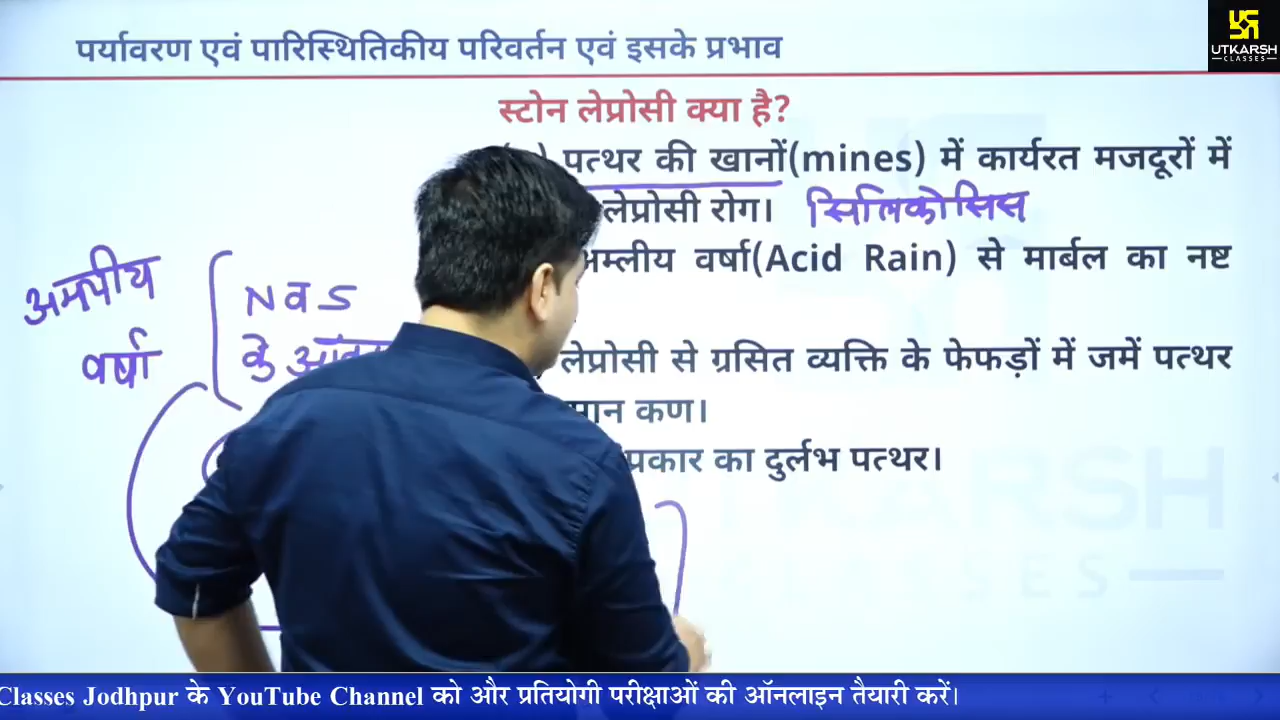 पर्यावरण एवं पारिस्थितिकीय परिवर्तन एवं इसके प्रभाव
UTKARSH
CLASSES
स्टोन लेप्रोसी क्या है?
पत्थर की खानों(mines) में कार्यरत मजदूरों में
लेप्रोसी रोग। सिलिकोसिस
अम्लीय वर्षा(Acid Rain) से मार्बल का नष्ट
लेप्रोसी से ग्रसित व्यक्ति के फेफड़ों में जमें पत्थर
कण।
प्रकार का दुर्लभ पत्थर।
अम्लीय
वर्षा
N व S
के
Classes Jodhpur के YouTube Channel को और प्रतियोगी परीक्षाओं की ऑनलाइन तैयारी करें।